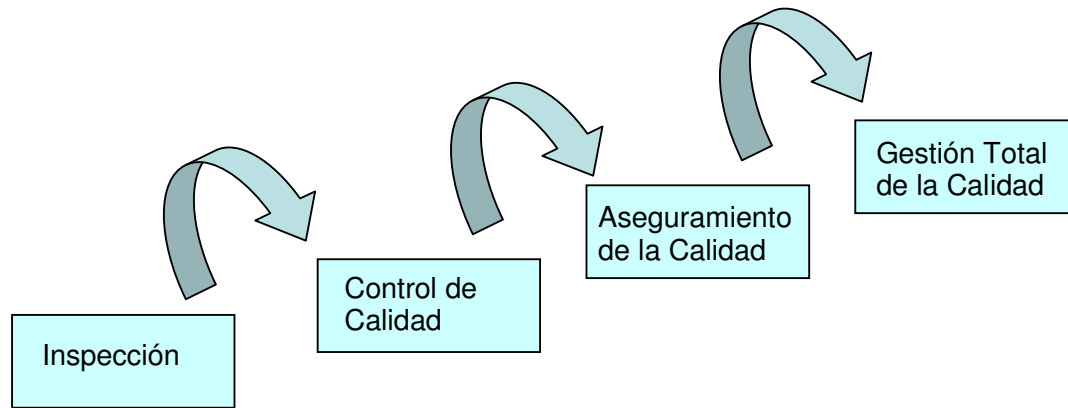 Inspección
Control de
Calidad
Aseguramiento
de la Calidad
Gestión Total
de la Calidad